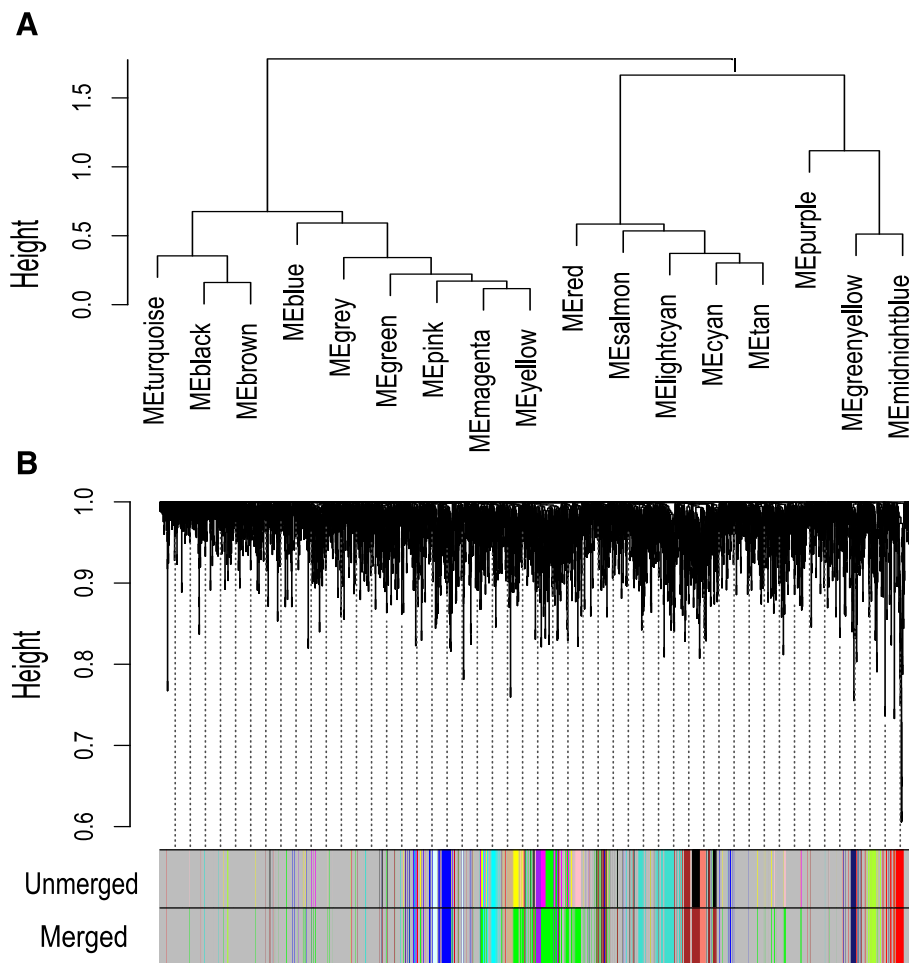 A
Height
1.5
1.0
0.5
0.0
MEturquoise
MEblack
MEbrown
MEblue
MEgrey
MEgreen
MEpink
MEmagenta
MEyellow
MEred
MEsalmon
MElightcyan
MEcyan
MEtan
MEpurple
MEgreenyellow
MEmidnightblue
B
Height
1.0
0.9
0.8
0.7
0.6
Unmerged
Merged